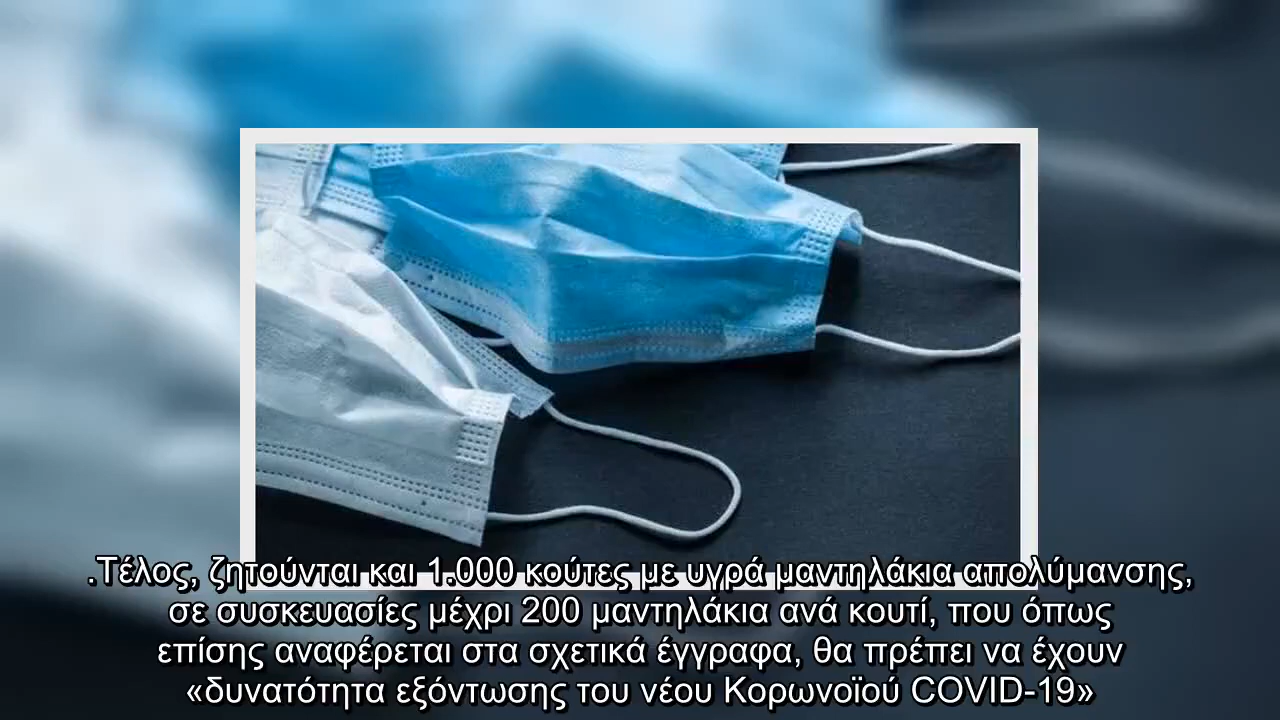 .Τέλος, ζητούνται και 1.000 κούτες με υγρά μαντηλάκια απολύμανσης,
σε συσκευασίες μέχρι 200 μαντηλάκια ανά κουτί, που όπως
επίσης αναφέρεται στα σχετικά έγγραφα, θα πρέπει να έχουν
«δυνατότητα εξόντωσης του νέου Κορωνοϊού COVID-19»